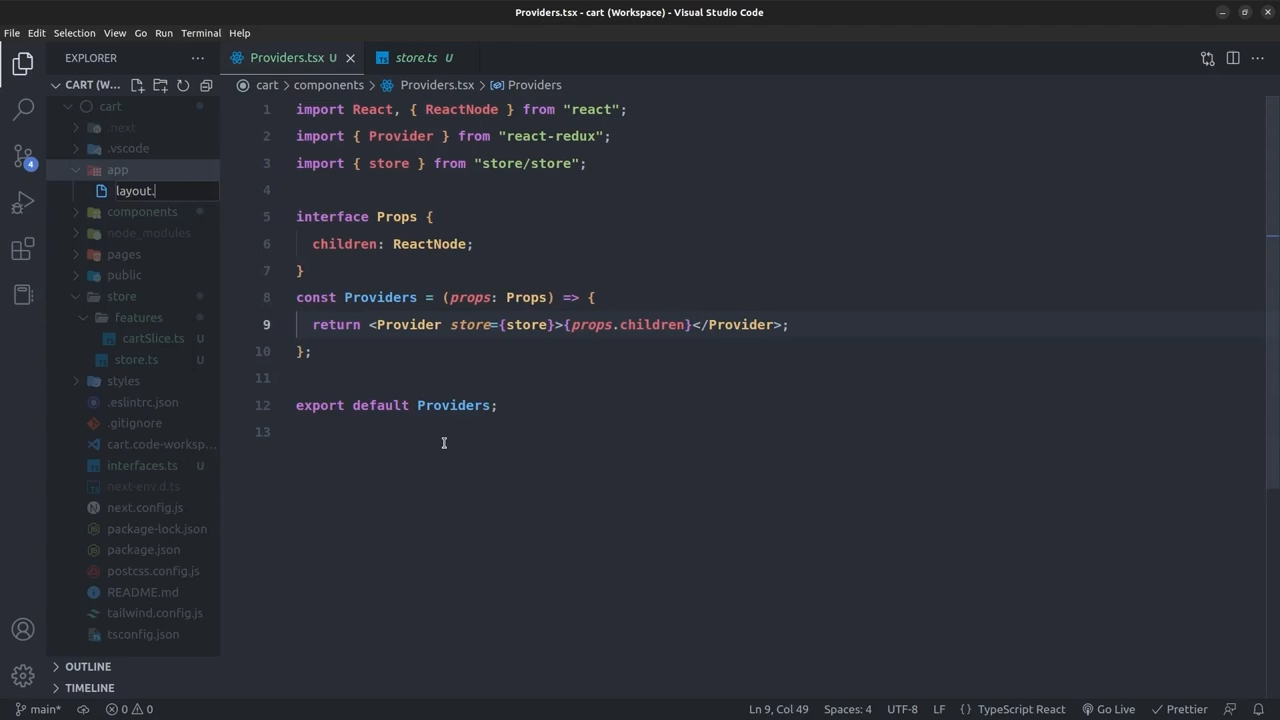 Providers.tsx - cart (Workspace) - Visual Studio Code
File Edit Selection View Go Run Terminal Help
EXPLORER
Providers.tsx U
store.ts U
CART (W...
cart > components > Providers.tsx > Providers
cart
.next
.vscode
app
layout.
components
node_modules
pages
public
store
features
cartSlice.ts U
store.ts U
styles
.eslintrc.json
.gitignore
cart.code-worksp...
interfaces.ts U
next-env.d.ts
next.config.js
package-lock.json
package.json
postcss.config.js
README.md
tailwind.config.js
tsconfig.json
OUTLINE
TIMELINE
4
1 import React, { ReactNode } from "react";
2 import { Provider } from "react-redux";
3 import { store } from "store/store";
4
5 interface Props {
6 children: ReactNode;
7 }
8 const Providers = (props: Props) => {
9 return <Provider store={store}>{props.children}</Provider>;
10 };
11
12 export default Providers;
13
main* 0 0 Ln 9, Col 49 Spaces: 4 UTF-8 LF {} TypeScript React Go Live Prettier